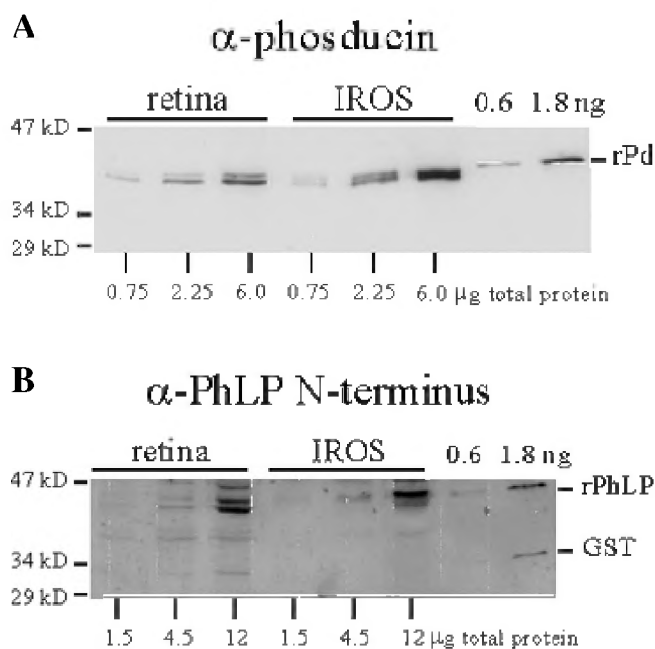 A
α-phosducin
retina IROS 0.6 1.8 ng
47 kD
rPd
34 kD
29 kD
0.75 2.25 6.0 0.75 2.25 6.0 µg total protein
B
α-PhLP N-terminus
retina IROS 0.6 1.8 ng
47 kD
rPhLP
GST
34 kD
29 kD
1.5 4.5 12 1.5 4.5 12 µg total protein